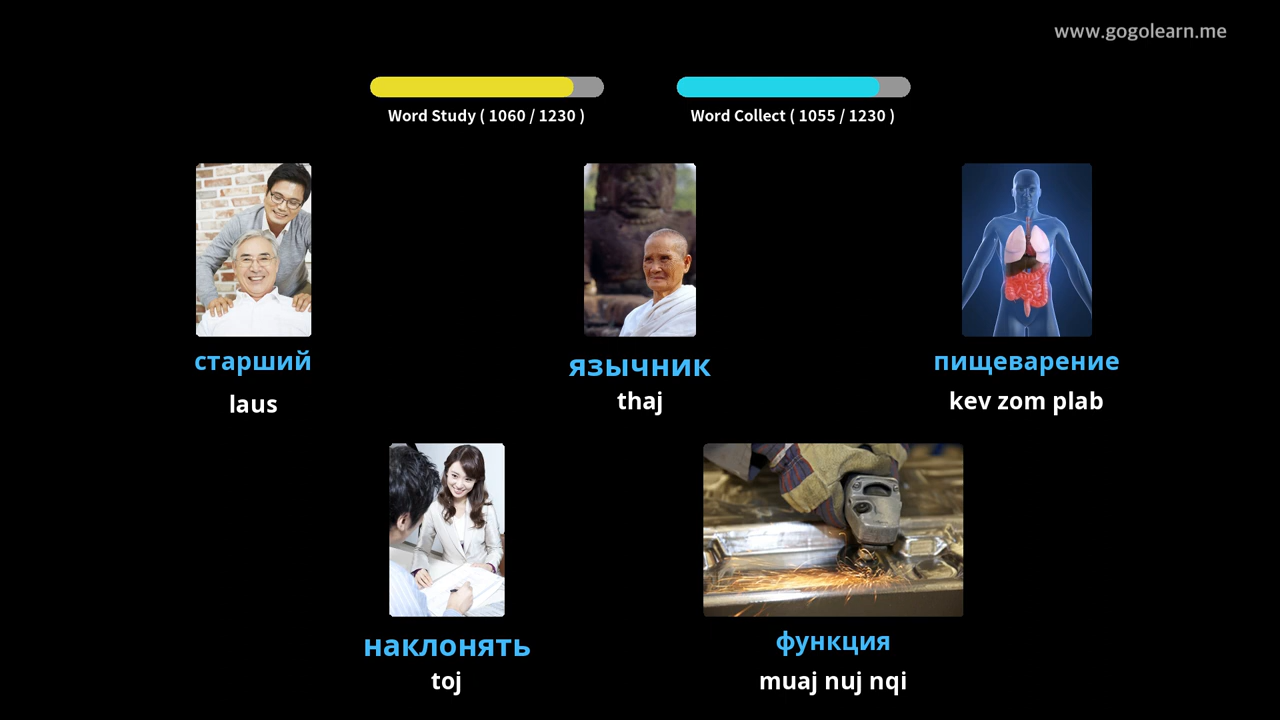 www.gogolearn.me
Word Study ( 1060 / 1230 )
Word Collect ( 1055 / 1230 )
старший
laus
язычник
thaj
пищеварение
kev zom plab
наклонять
toj
функция
muaj nuj nqi